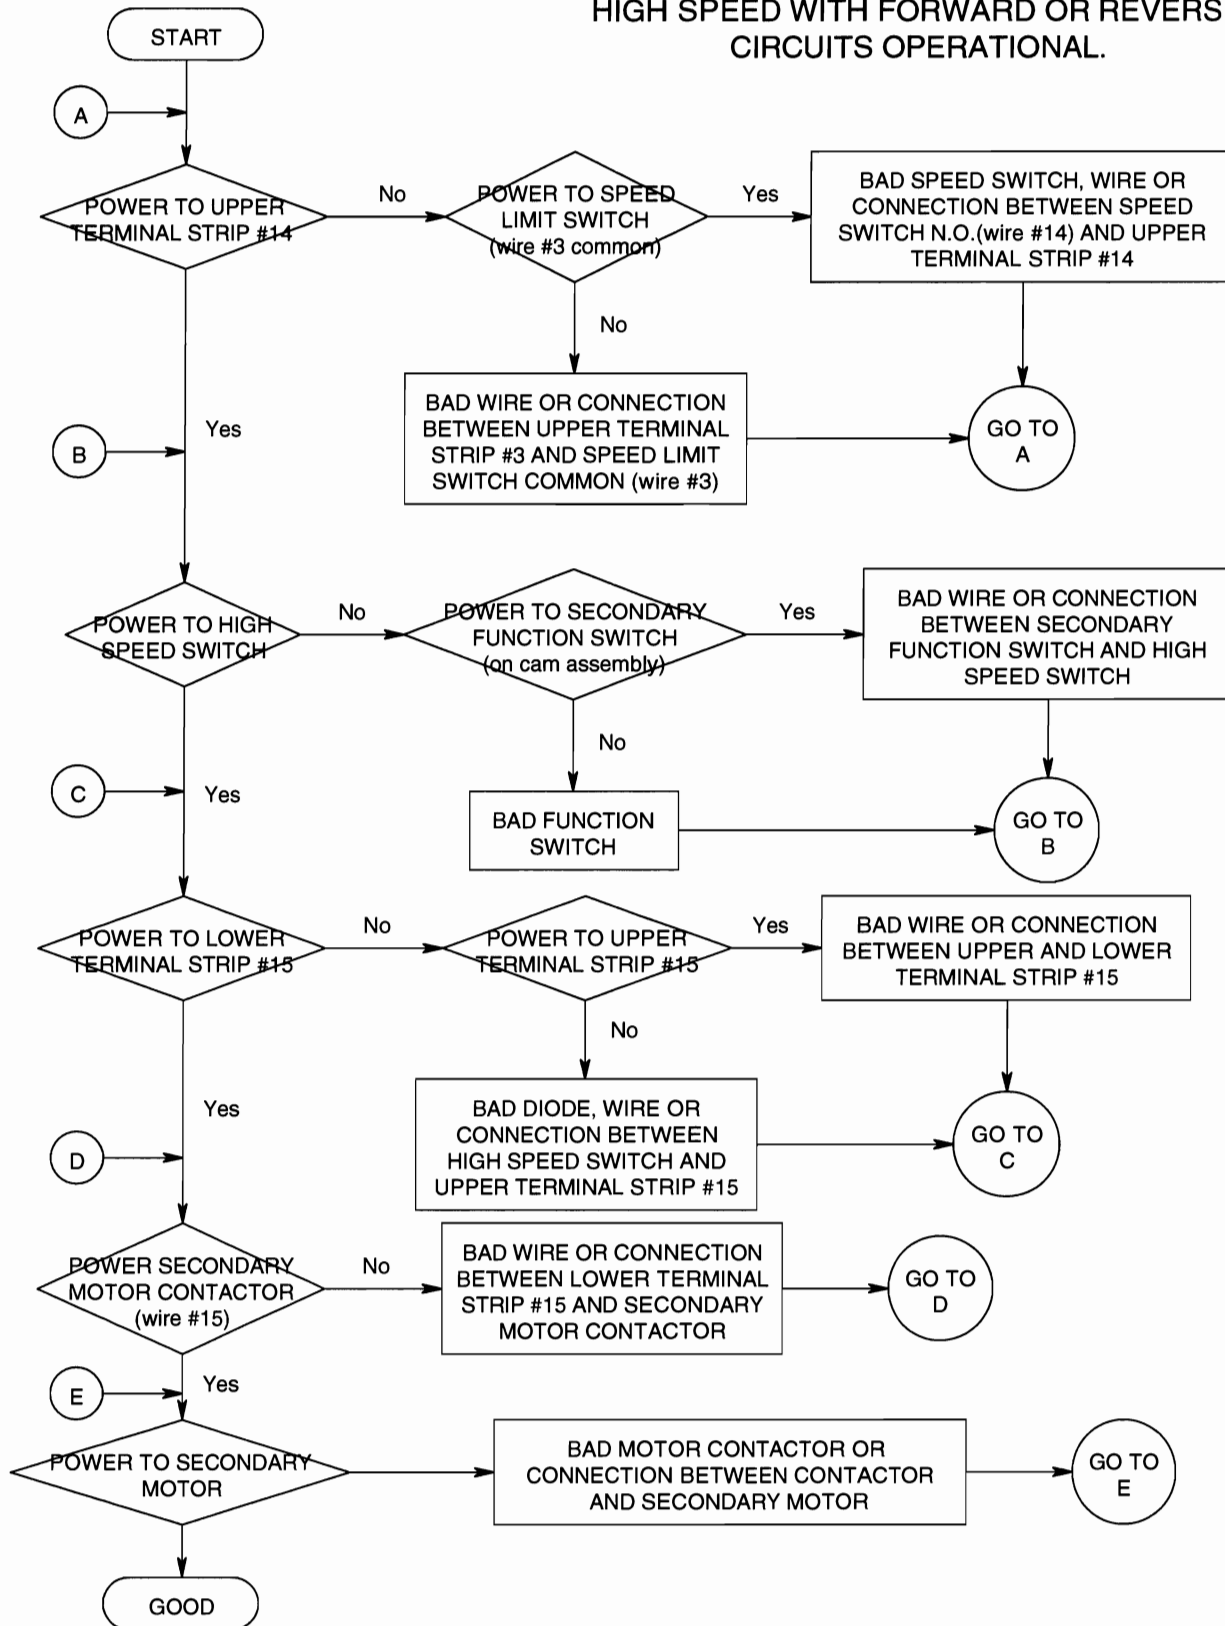 HIGH SPEED WITH FORWARD OR REVERS
CIRCUITS OPERATIONAL.
START
A
POWER TO UPPER
TERMINAL STRIP #14
No
POWER TO SPEED
LIMIT SWITCH
(wire #3 common)
Yes
BAD SPEED SWITCH, WIRE OR
CONNECTION BETWEEN SPEED
SWITCH N.O.(wire #14) AND UPPER
TERMINAL STRIP #14
No
BAD WIRE OR CONNECTION
BETWEEN UPPER TERMINAL
STRIP #3 AND SPEED LIMIT
SWITCH COMMON (wire #3)
GO TO
A
Yes
B
POWER TO HIGH
SPEED SWITCH
No
POWER TO SECONDARY
FUNCTION SWITCH
(on cam assembly)
Yes
BAD WIRE OR CONNECTION
BETWEEN SECONDARY
FUNCTION SWITCH AND HIGH
SPEED SWITCH
No
BAD FUNCTION
SWITCH
GO TO
B
C
Yes
POWER TO LOWER
TERMINAL STRIP #15
No
POWER TO UPPER
TERMINAL STRIP #15
Yes
BAD WIRE OR CONNECTION
BETWEEN UPPER AND LOWER
TERMINAL STRIP #15
No
BAD DIODE, WIRE OR
CONNECTION BETWEEN
HIGH SPEED SWITCH AND
UPPER TERMINAL STRIP #15
GO TO
C
Yes
D
POWER SECONDARY
MOTOR CONTACTOR
(wire #15)
No
BAD WIRE OR CONNECTION
BETWEEN LOWER TERMINAL
STRIP #15 AND SECONDARY
MOTOR CONTACTOR
GO TO
D
E
Yes
POWER TO SECONDARY
MOTOR
BAD MOTOR CONTACTOR OR
CONNECTION BETWEEN CONTACTOR
AND SECONDARY MOTOR
GO TO
E
GOOD